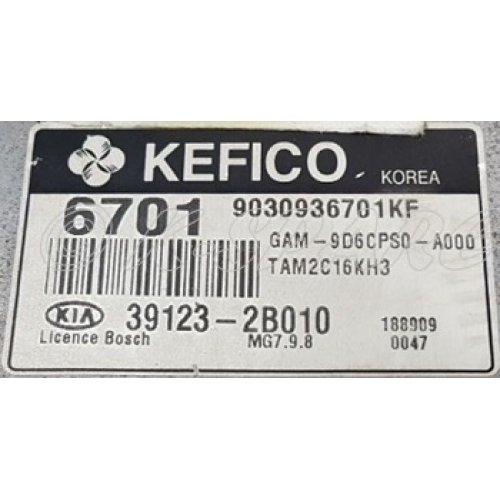 KEFICO KOREA
6701 9030936701KF
GAM-9D6CPS0-A000
TAM2C16KH3
KIA 39123-2B010 188909
Licence Bosch MG7.9.8 0047